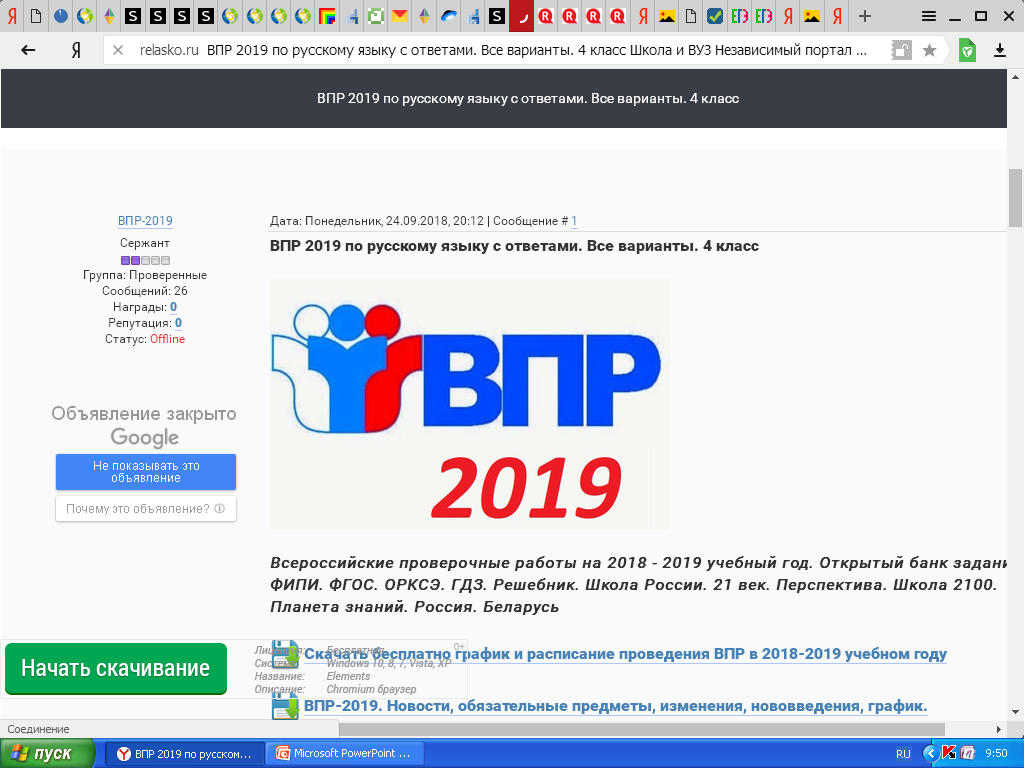 relasko.ru ВПР 2019 по русскому языку с ответами. Все варианты. 4 класс Школа и ВУЗ Независимый портал ...
ВПР 2019 по русскому языку с ответами. Все варианты. 4 класс
ВПР-2019
Сержант
Группа: Проверенные
Сообщений: 26
Награды: 0
Репутация: 0
Статус: Offline
Объявление закрыто
Google
Не показывать это
объявление
Почему это объявление?
Дата: Понедельник, 24.09.2018, 20:12 | Сообщение # 1
ВПР 2019 по русскому языку с ответами. Все варианты. 4 класс
ВПР
2019
Всероссийские проверочные работы на 2018 - 2019 учебный год. Открытый банк задани
ФИПИ. ФГОС. ОРКСЭ. ГДЗ. Решебник. Школа России. 21 век. Перспектива. Школа 2100.
Планета знаний. Россия. Беларусь
Скачать бесплатно график и расписание проведения ВПР в 2018-2019 учебном году
ВПР-2019. Новости, обязательные предметы, изменения, нововведения, график.
Начать скачивание
0+
Лицензия: Бесплатная
Система: Windows 10, 8, 7, Vista, XP
Название: Elements
Описание: Chromium браузер
Соединение
пуск
ВПР 2019 по русском...
Microsoft PowerPoint ...
RU
9:50